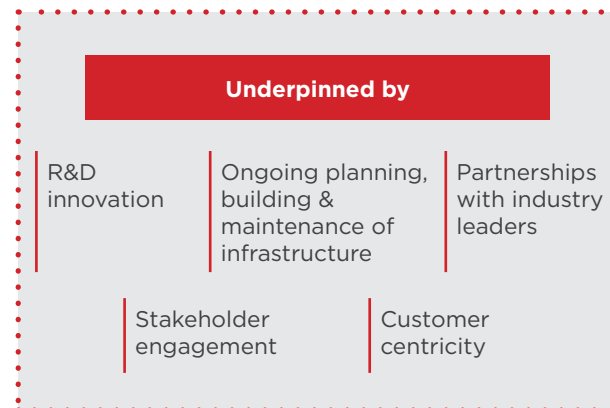 Underpinned by
R&D
innovation
Ongoing planning,
building &
maintenance of
infrastructure
Partnerships
with industry
leaders
Stakeholder
engagement
Customer
centricity